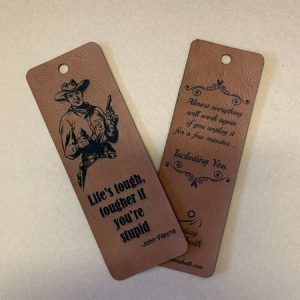 Life's tough,
tougher if
you're
stupid
-John Wayne
Almost everything
will work again
if you unplug it
for a few minutes.
Including You.